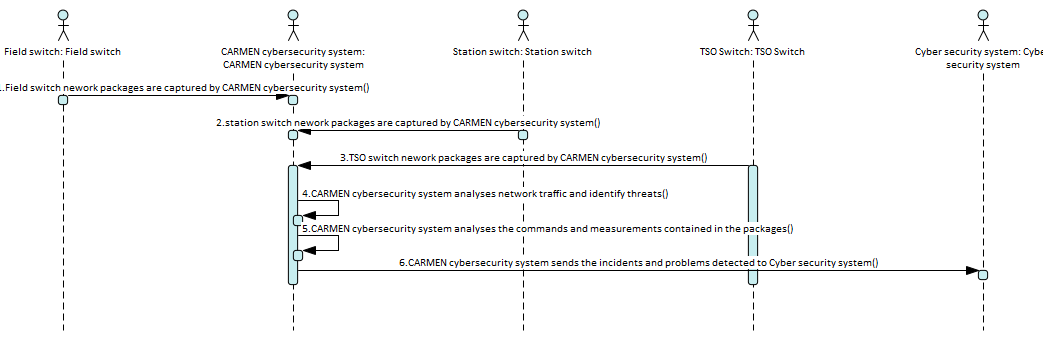 Field switch: Field switch
CARMEN cybersecurity system:
CARMEN cybersecurity system
Station switch: Station switch
TSO Switch: TSO Switch
Cyber security system: Cybe
security system
.Field switch nework packages are captured by CARMEN cybersecurity system()
2.station switch nework packages are captured by CARMEN cybersecurity system()
3.TSO switch nework packages are captured by CARMEN cybersecurity system()
4.CARMEN cybersecurity system analyses network traffic and identify threats()
5.CARMEN cybersecurity system analyses the commands and measurements contained in the packages()
6.CARMEN cybersecurity system sends the incidents and problems detected to Cyber security system()